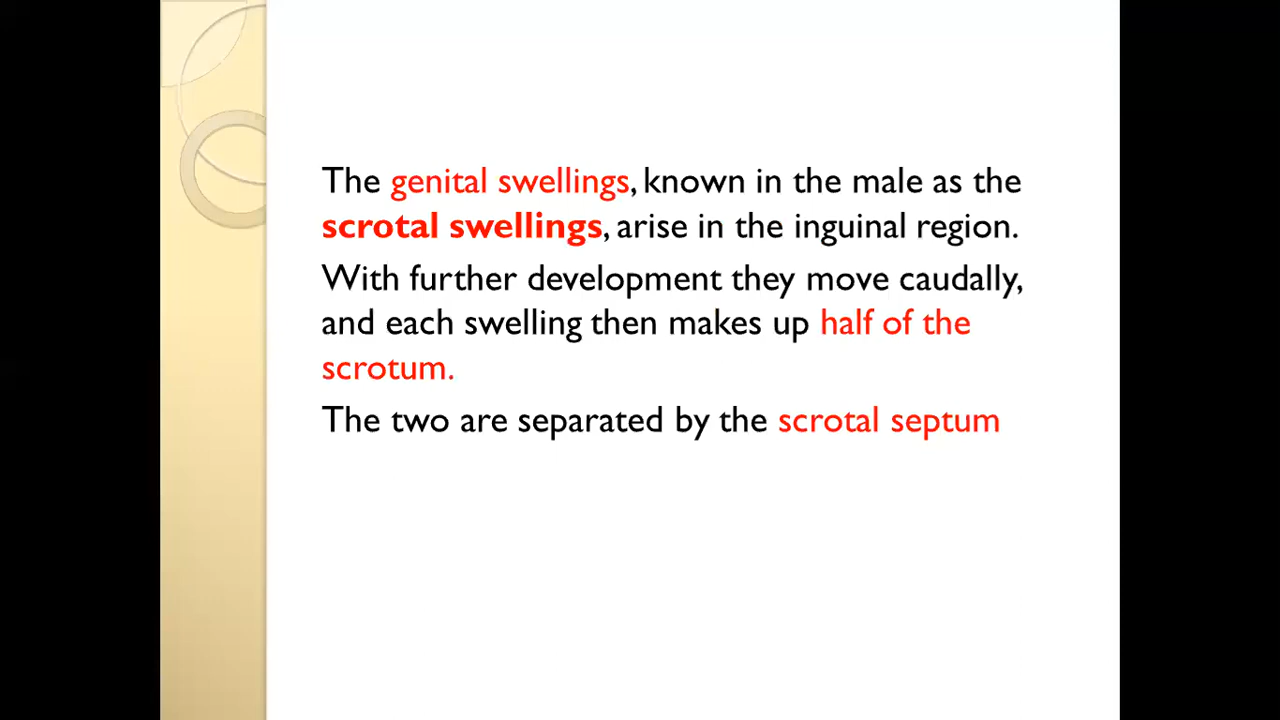 The genital swellings, known in the male as the
scrotal swellings, arise in the inguinal region.
With further development they move caudally,
and each swelling then makes up half of the
scrotum.
The two are separated by the scrotal septum